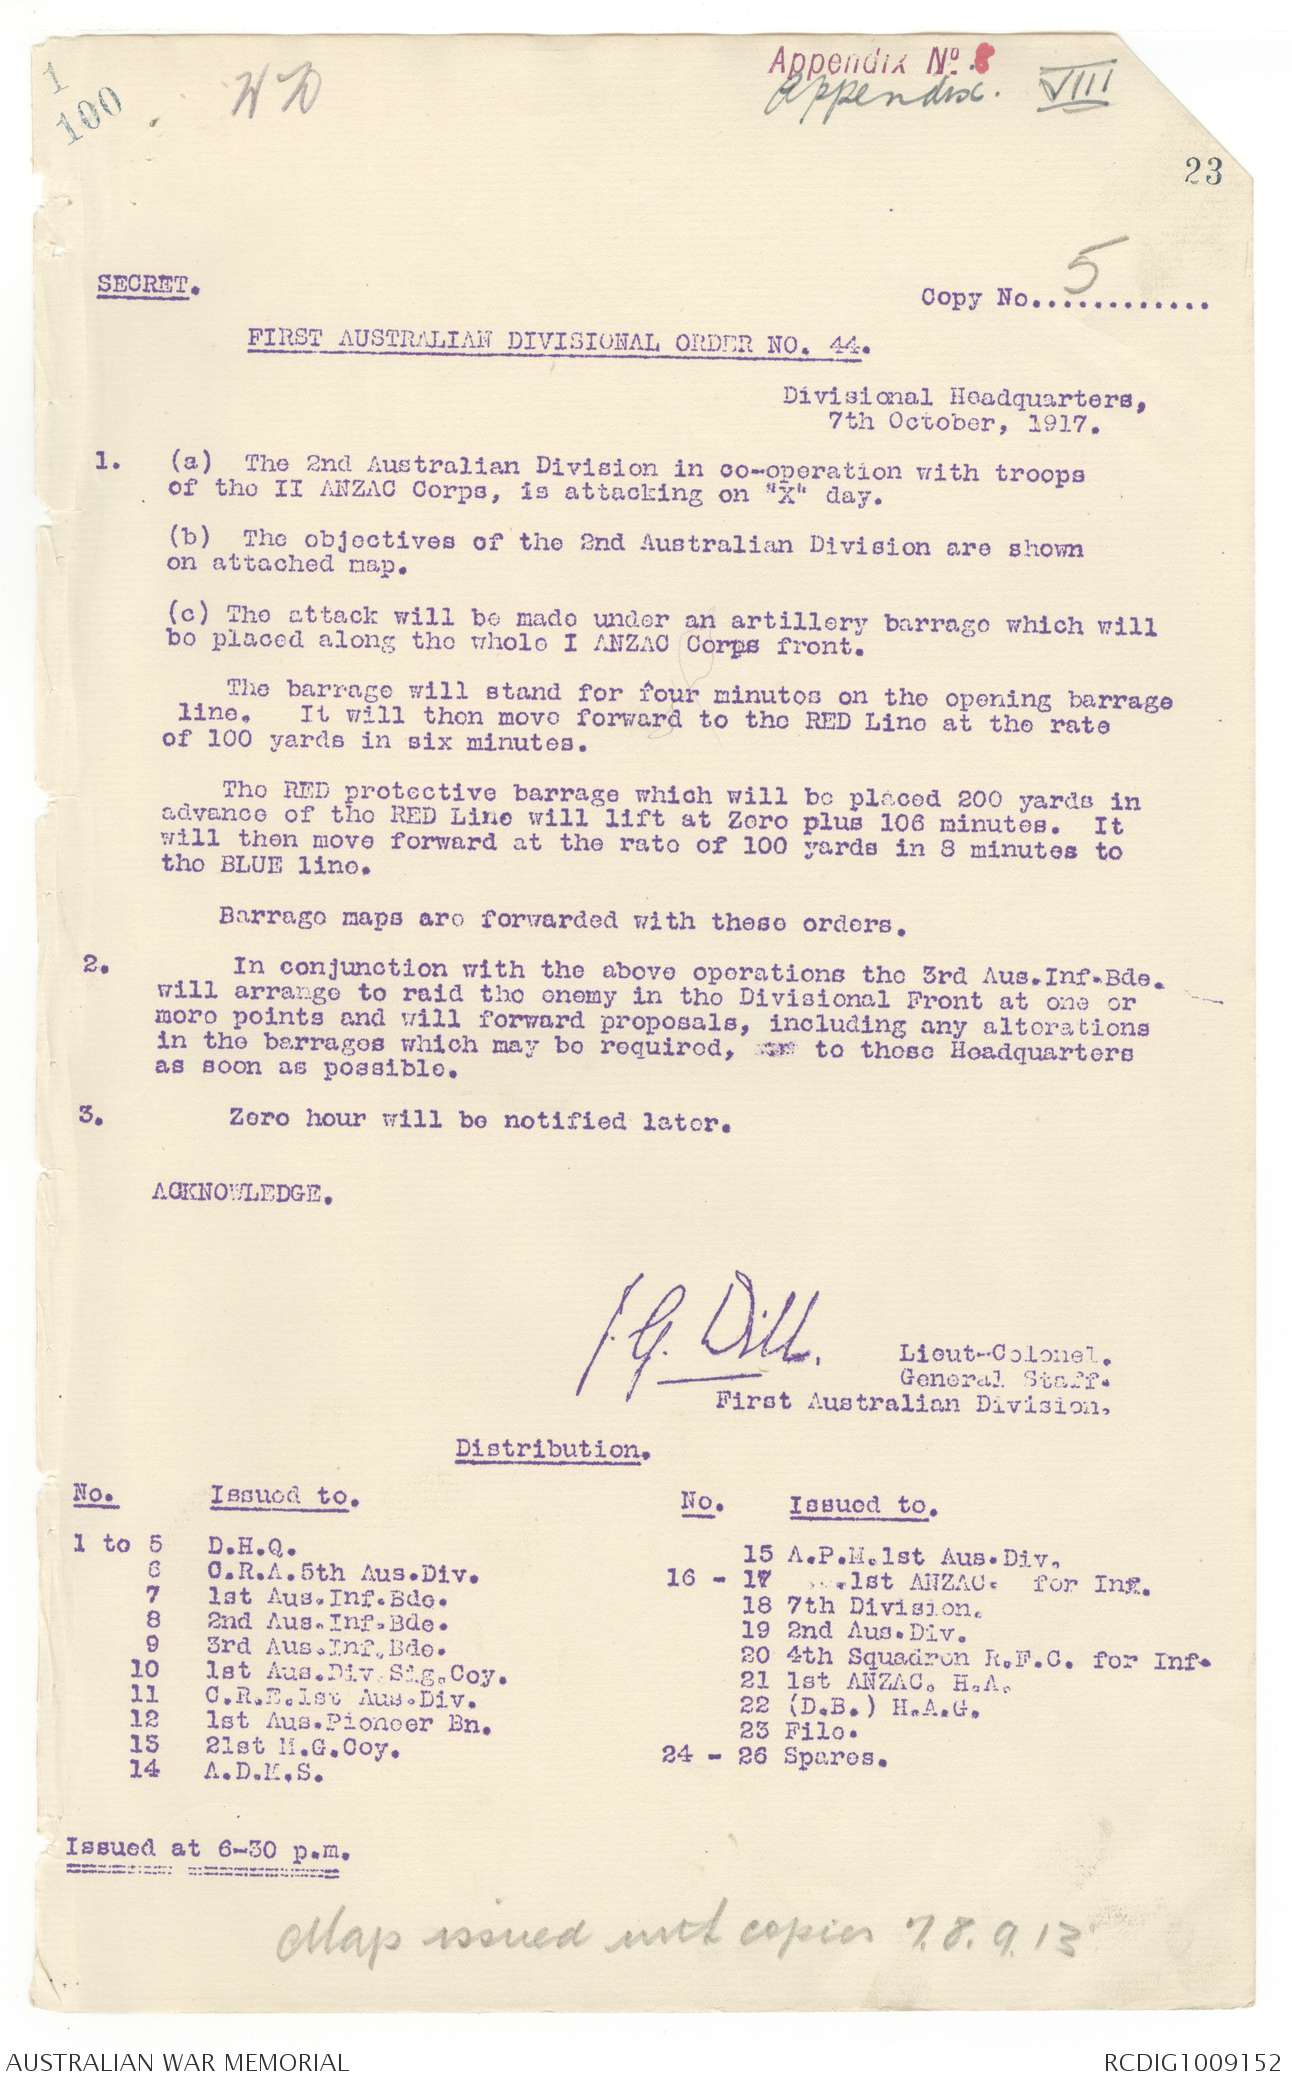 1
100
WD
Appendix No. 8
Appendix. VIII
23
SECRET.
Copy No. 5............
FIRST AUSTRALIAN DIVISIONAL ORDER NO. 44.
Divisional Headquarters,
7th October, 1917.
1. (a) The 2nd Australian Division in co-operation with troops
of the II ANZAC Corps, is attacking on "X" day.
(b) The objectives of the 2nd Australian Division are shown
on attached map.
(c) The attack will be made under an artillery barrage which will
be placed along the whole I ANZAC Corps front.
The barrage will stand for four minutes on the opening barrage
line. It will then move forward to the RED Line at the rate
of 100 yards in six minutes.
The RED protective barrage which will be placed 200 yards in
advance of the RED Line will lift at Zero plus 106 minutes. It
will then move forward at the rate of 100 yards in 8 minutes to
the BLUE line.
Barrage maps are forwarded with these orders.
2. In conjunction with the above operations the 3rd Aus.Inf.Bde.
will arrange to raid the enemy in the Divisional Front at one or
more points and will forward proposals, including any alterations
in the barrages which may be required, to these Headquarters
as soon as possible.
3. Zero hour will be notified later.
ACKNOWLEDGE.
J.G. Dill.
Lieut-Colonel.
General Staff.
First Australian Division.
Distribution.
No. Issued to.
1 to 5 D.H.Q.
6 C.R.A.5th Aus.Div.
7 1st Aus.Inf.Bde.
8 2nd Aus.Inf.Bde.
9 3rd Aus.Inf.Bde.
10 1st Aus.Div.Sig.Coy.
11 C.R.E.1st Aus.Div.
12 1st Aus.Pioneer Bn.
13 21st M.G.Coy.
14 A.D.M.S.
No. Issued to.
15 A.P.M.1st Aus.Div.
16 - 17 1st ANZAC. for Inf.
18 7th Division.
19 2nd Aus.Div.
20 4th Squadron R.F.C. for Inf.
21 1st ANZAC. H.A.
22 (D.B.) H.A.G.
23 File.
24 - 26 Spares.
Issued at 6-30 p.m.
Map issued with copies 7. 8. 9. 13
AUSTRALIAN WAR MEMORIAL
RCDIG1009152